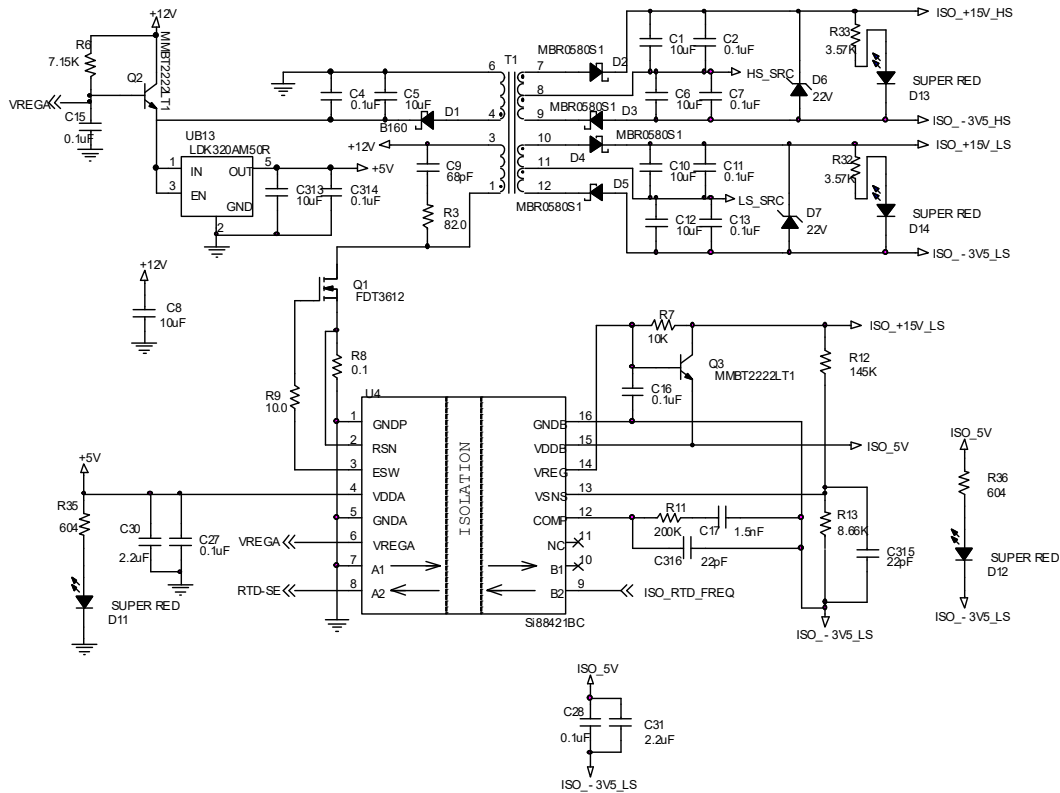 +12V
R6
7.15K
Q2
MMBT2222LT1
VREGA
C15
0.1uF
UB13
LDK320AM50R
1
IN
OUT
5
+5V
3
EN
GND
2
C313
10uF
C314
0.1uF
+12V
C8
10uF
C4
0.1uF
C5
10uF
D1
B160
+12V
C9
68pF
R3
82.0
T1
6
4
3
1
7
8
9
10
11
12
MBR0580S1
D2
MBR0580S1
D3
MBR0580S1
D4
D5
MBR0580S1
C1
10uF
C2
0.1uF
HS_SRC
C6
10uF
C7
0.1uF
D6
22V
R33
3.57K
SUPER RED
D13
ISO_+15V_HS
ISO_-3V5_HS
ISO_+15V_LS
C10
10uF
C11
0.1uF
LS_SRC
C12
10uF
C13
0.1uF
D7
22V
R32
3.57K
SUPER RED
D14
ISO_-3V5_LS
Q1
FDT3612
R8
0.1
R9
10.0
U4
1
GNDP
2
RSN
3
ESW
4
VDDA
5
GNDA
6
VREGA
7
A1
8
A2
ISOLATION
16
GNDB
15
VDDB
14
VREG
13
VSNS
12
COMP
11
NC
10
B1
9
B2
Si88421BC
+5V
R35
604
SUPER RED
D11
C30
2.2uF
C27
0.1uF
VREGA
RTD-SE
R7
10K
Q3
MMBT2222LT1
C16
0.1uF
ISO_+15V_LS
R12
145K
ISO_5V
R11
200K
C17
1.5nF
C316
22pF
R13
8.66K
C315
22pF
ISO_RTD_FREQ
ISO_-3V5_LS
ISO_5V
R36
604
SUPER RED
D12
ISO_-3V5_LS
ISO_5V
C28
0.1uF
C31
2.2uF
ISO_-3V5_LS